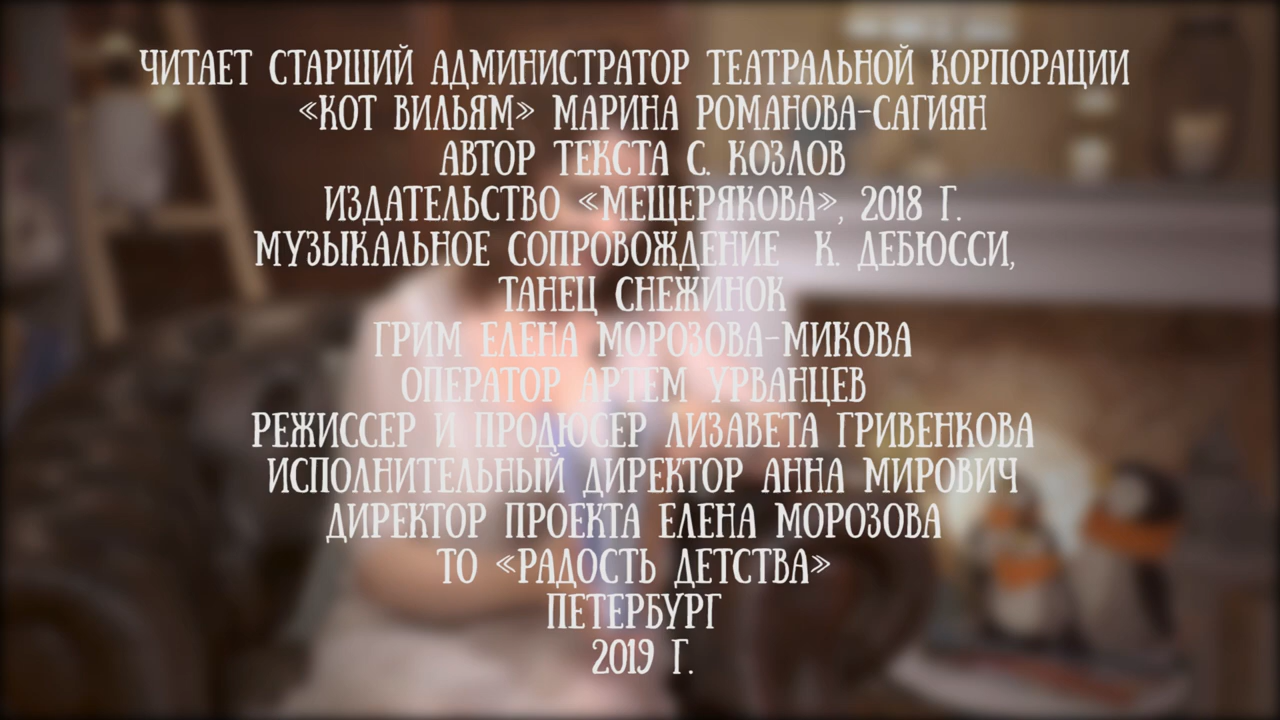 ЧИТАЕТ СТАРШИЙ АДМИНИСТРАТОР ТЕАТРАЛЬНОЙ КОРПОРАЦИИ
«КОТ ВИЛЬЯМ» МАРИНА РОМАНОВА-САГИЯН
АВТОР ТЕКСТА С. КОЗЛОВ
ИЗДАТЕЛЬСТВО «МЕЩЕРЯКОВА», 2018 Г.
МУЗЫКАЛЬНОЕ СОПРОВОЖДЕНИЕ К. ДЕБЮССИ,
ТАНЕЦ СНЕЖИНОК
ГРИМ ЕЛЕНА МОРОЗОВА-МИКОВА
ОПЕРАТОР АРТЕМ УРВАНЦЕВ
РЕЖИССЕР И ПРОДЮСЕР ЛИЗАВЕТА ГРИВЕНКОВА
ИСПОЛНИТЕЛЬНЫЙ ДИРЕКТОР АННА МИРОВИЧ
ДИРЕКТОР ПРОЕКТА ЕЛЕНА МОРОЗОВА
ТО «РАДОСТЬ ДЕТСТВА»
ПЕТЕРБУРГ
2019 Г.